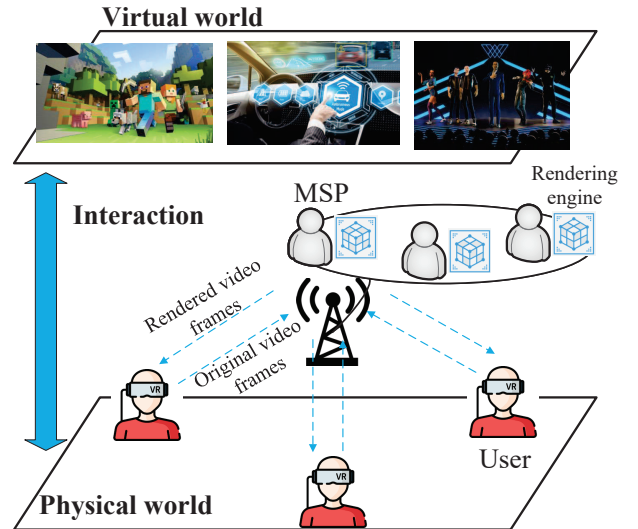 Virtual world
Interaction
MSP
Rendering
engine
Rendered video
frames
Original video
frames
VR
VR
VR
User
Physical world